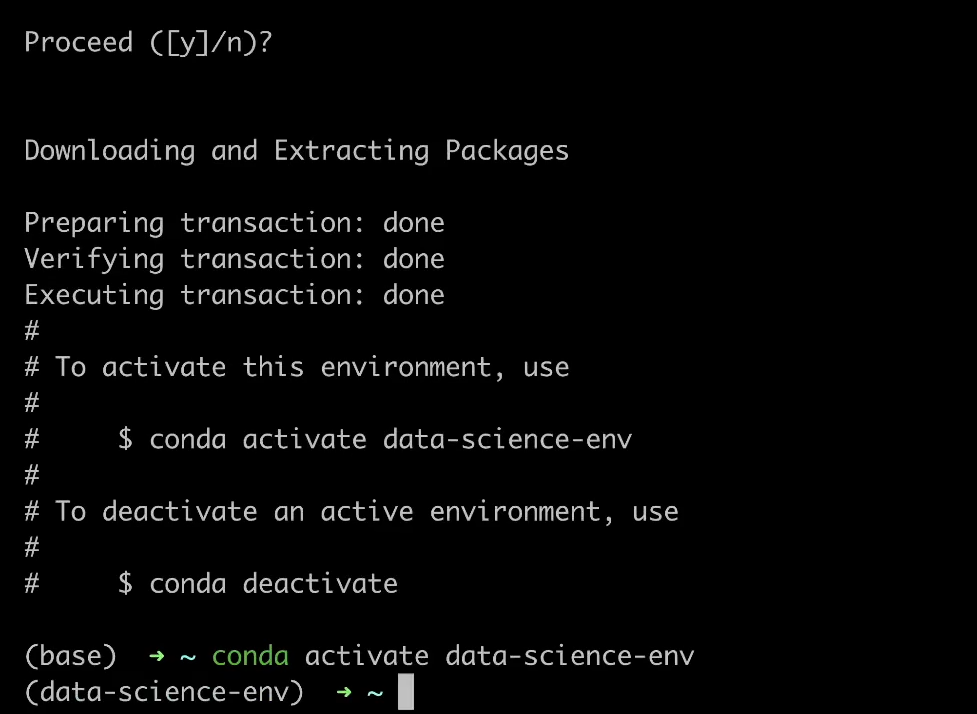 Proceed ([y]/n)?
Downloading and Extracting Packages
Preparing transaction: done
Verifying transaction: done
Executing transaction: done
#
# To activate this environment, use
#
#     $ conda activate data-science-env
#
# To deactivate an active environment, use
#
#     $ conda deactivate
(base)  ➜ ~ conda activate data-science-env
(data-science-env)  ➜ ~